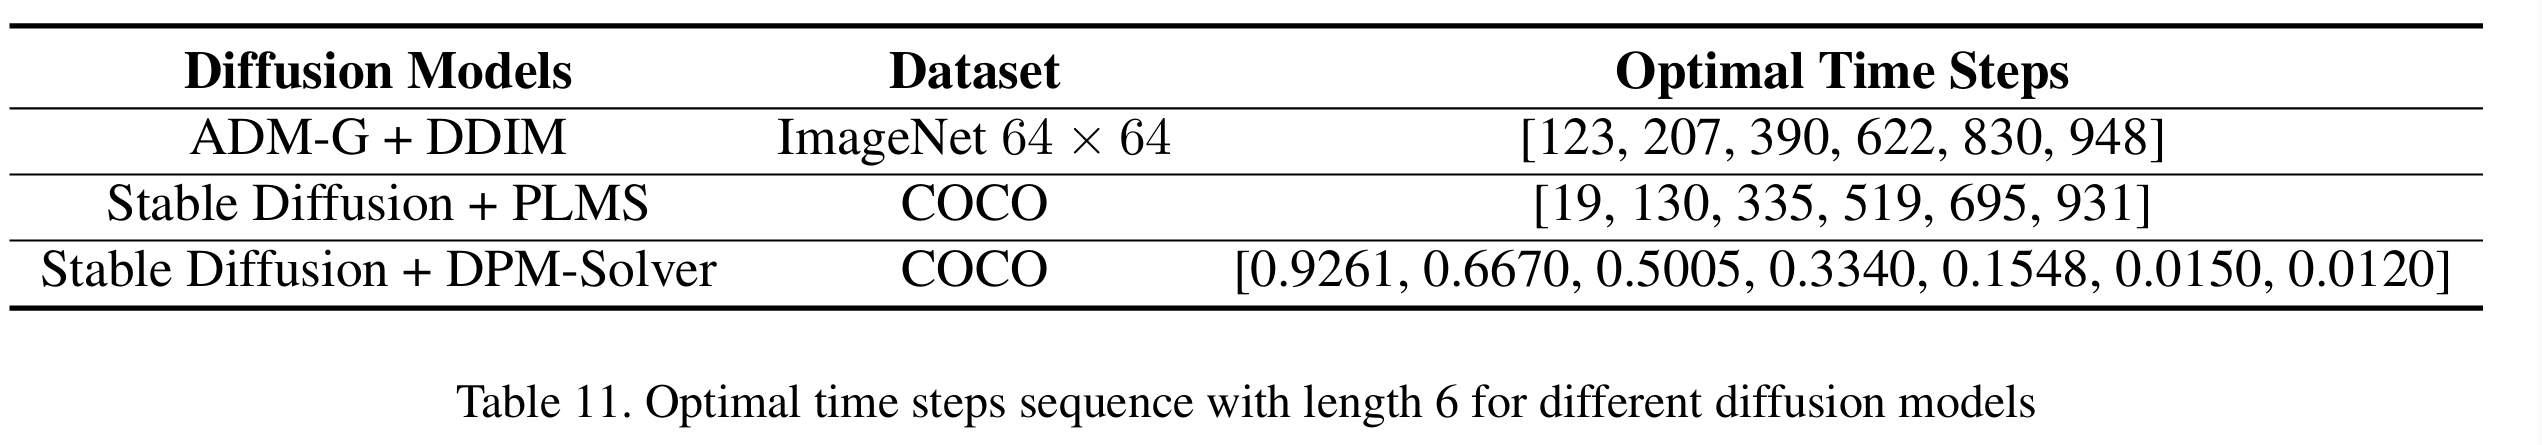 Diffusion Models Dataset Optimal Time Steps
ADM-G + DDIM ImageNet 64 × 64 [123, 207, 390, 622, 830, 948]
Stable Diffusion + PLMS COCO [19, 130, 335, 519, 695, 931]
Stable Diffusion + DPM-Solver COCO [0.9261, 0.6670, 0.5005, 0.3340, 0.1548, 0.0150, 0.0120]
Table 11. Optimal time steps sequence with length 6 for different diffusion models